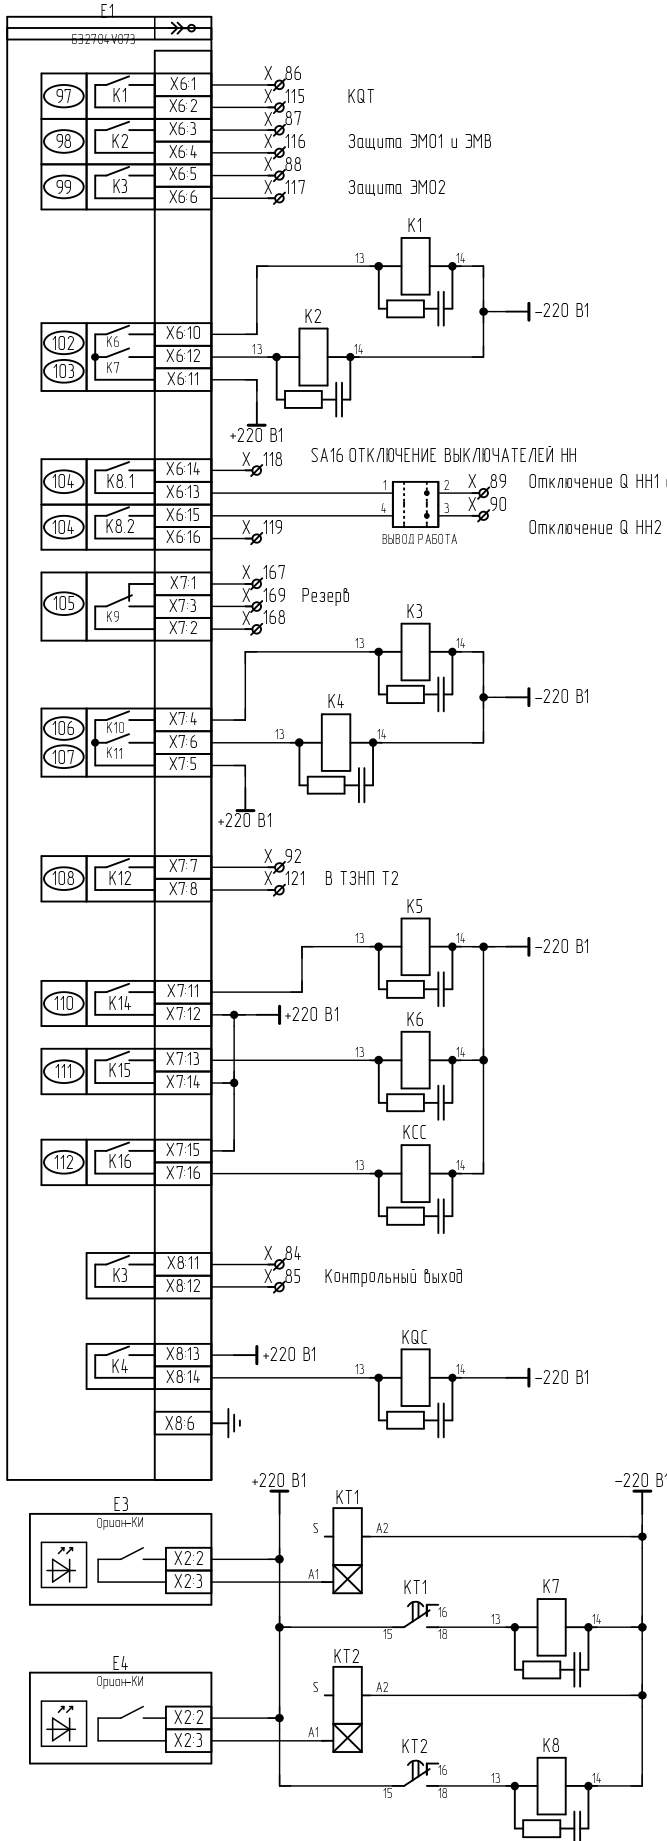 E1
БЭ2704V073
97 K1 X6:1 X 86
X6:2 X 115 KQT
98 K2 X6:3 X 87
X6:4 X 116 Защита ЭМО1 и ЭМВ
99 K3 X6:5 X 88
X6:6 X 117 Защита ЭМО2
K1
13 14
102 K6 X6:10 -220 В1
K2
103 K7 X6:12 13 14
X6:11
+220 В1
SA16 ОТКЛЮЧЕНИЕ ВЫКЛЮЧАТЕЛЕЙ НН
104 K8.1 X6:14 X 118
X6:13 1 2 X 89 Отключение Q НН1
104 K8.2 X6:15 4 3 X 90
X6:16 X 119 Отключение Q НН2
ВЫВОД РАБОТА
105 K9 X7:1 X 167
X7:3 X 169 Резерв
X7:2 X 168
K3
13 14
-220 В1
K4
106 K10 X7:4
107 K11 X7:6 13 14
X7:5
+220 В1
108 K12 X7:7 X 92
X7:8 X 121 В ТЗНП Т2
K5
13 14 -220 В1
110 K14 X7:11
X7:12 +220 В1
K6
111 K15 X7:13 13 14
X7:14
KCC
112 K16 X7:15
X7:16 13 14
K3 X8:11 X 84
X8:12 X 85 Контрольный выход
KQC
K4 X8:13 +220 В1
X8:14 13 14 -220 В1
X8:6
+220 В1 -220 В1
E3 KT1
Орион-КИ S A2
X2:2
X2:3 A1
KT1 K7
15 16 18 13 14
E4 KT2
Орион-КИ S A2
X2:2
X2:3 A1
KT2 K8
15 16 18 13 14